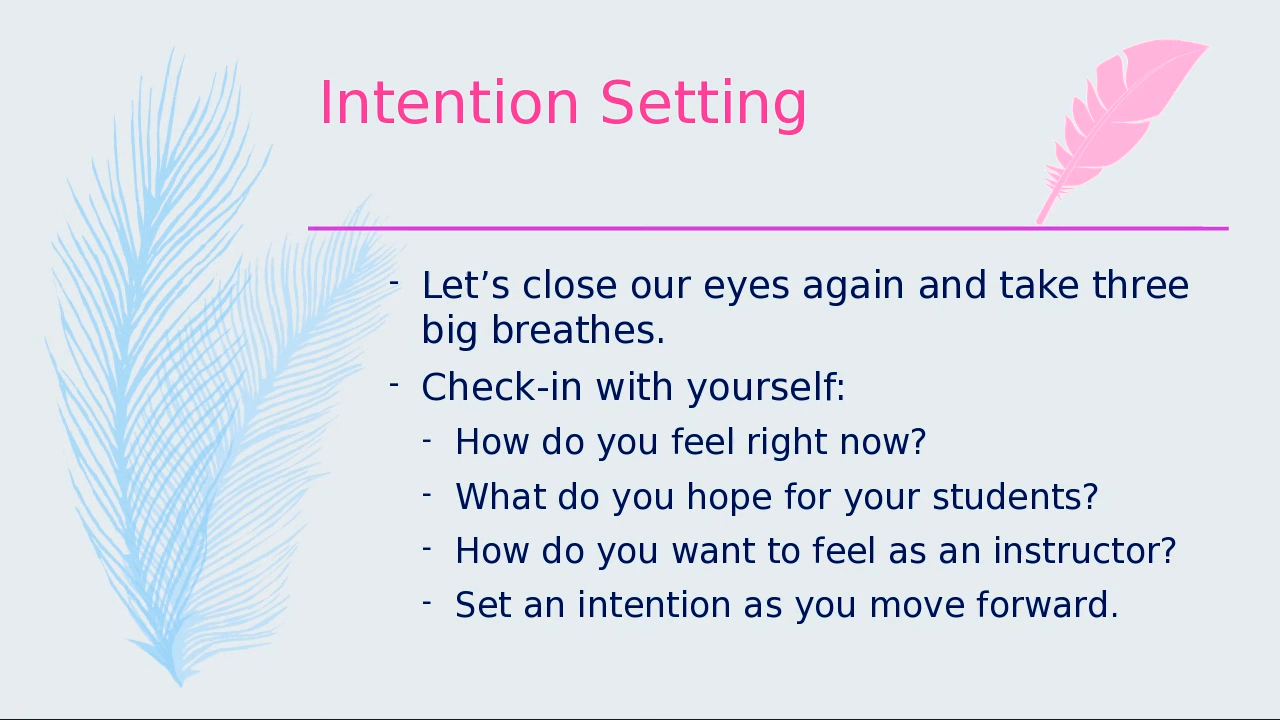 Intention Setting
- Let’s close our eyes again and take three
big breathes.
- Check-in with yourself:
- How do you feel right now?
- What do you hope for your students?
- How do you want to feel as an instructor?
- Set an intention as you move forward.